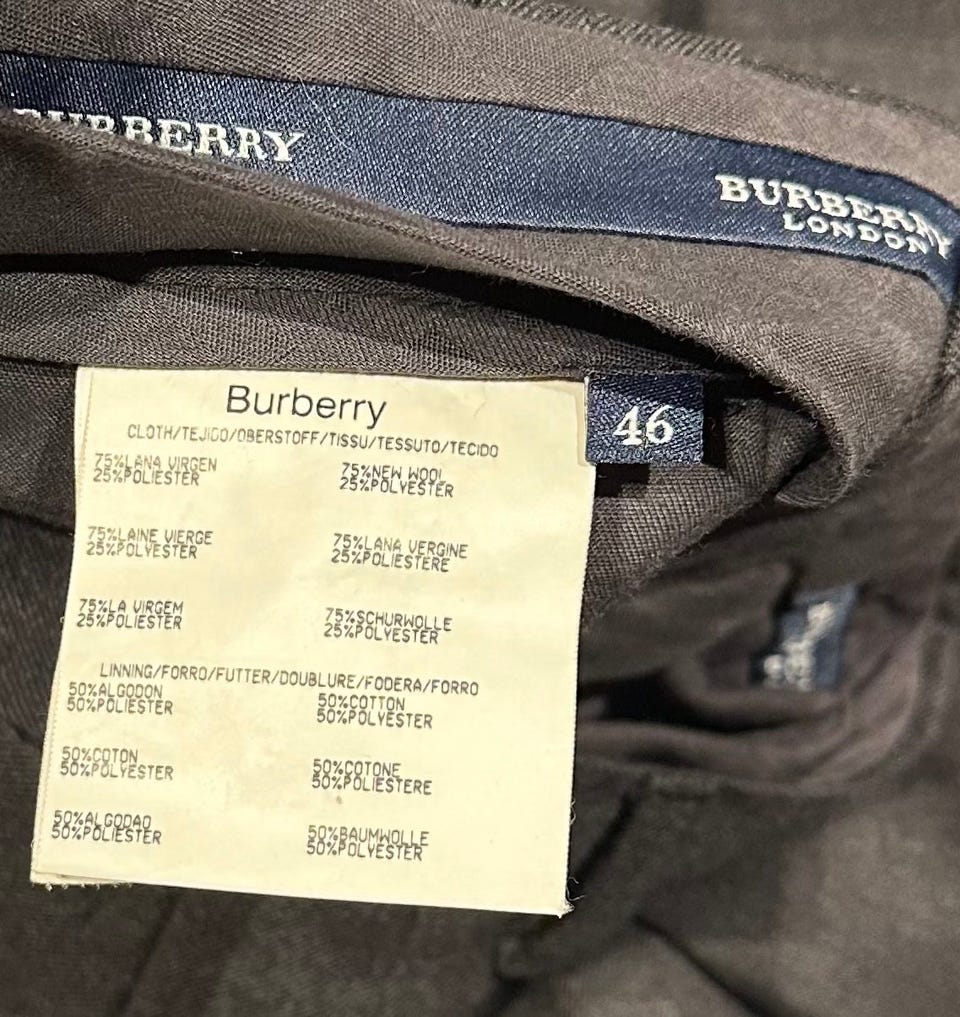 BURBERRY
BURBERRY
LONDON
Burberry
46
CLOTH/TEJIDO/OBERSTOFF/TISSU/TESSUTO/TECIDO
75%LANA VIRGEN
25%POLIESTER
75%NEW WOOL
25%POLYESTER
75%LAINE VIERGE
25%POLYESTER
75%LANA VERGINE
25%POLIESTERE
75%LA VIRGEM
25%POLIESTER
75%SCHURWOLLE
25%POLYESTER
LINNING/FORRO/FUTTER/DOUBLURE/FODERA/FORRO
50%ALGODON
50%POLIESTER
50%COTTON
50%POLYESTER
50%COTON
50%POLYESTER
50%COTONE
50%POLIESTERE
50%ALGODAO
50%POLIESTER
50%BAUMWOLLE
50%POLYESTER